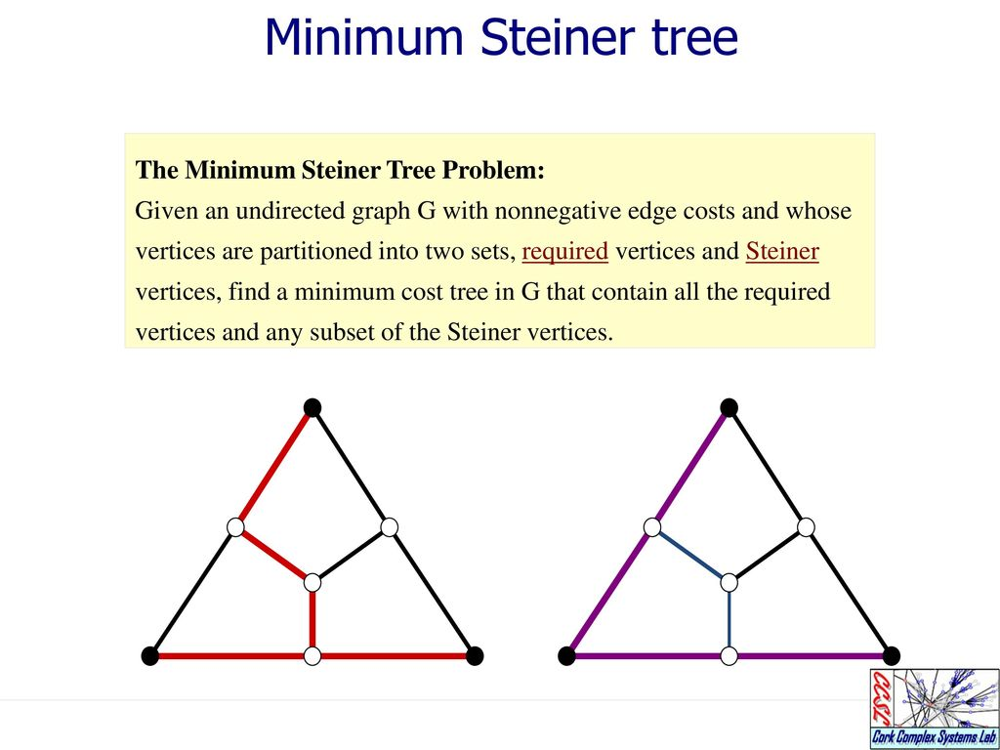 Minimum Steiner tree
The Minimum Steiner Tree Problem:
Given an undirected graph G with nonnegative edge costs and whose
vertices are partitioned into two sets, required vertices and Steiner
vertices, find a minimum cost tree in G that contain all the required
vertices and any subset of the Steiner vertices.
CCSL
Cork Complex Systems Lab